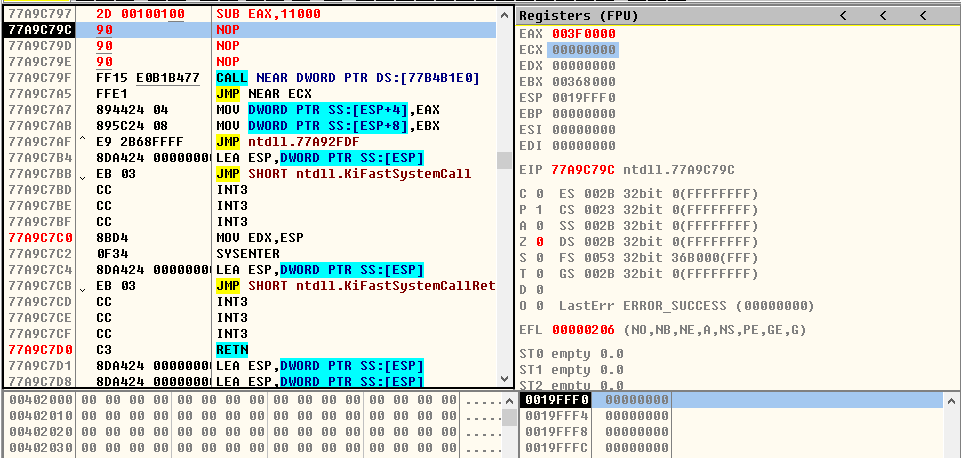 77A9C797 2D 00100100 SUB EAX,11000
77A9C79C 90 NOP
77A9C79D 90 NOP
77A9C79E 90 NOP
77A9C79F FF15 E0B1B477 CALL NEAR DWORD PTR DS:[77B4B1E0]
77A9C7A5 FFE1 JMP NEAR ECX
77A9C7A7 894424 04 MOV DWORD PTR SS:[ESP+4],EAX
77A9C7AB 895C24 08 MOV DWORD PTR SS:[ESP+8],EBX
77A9C7AF ^ E9 2B68FFFF JMP ntdll.77A92FDF
77A9C7B4 8DA424 0000000 LEA ESP,DWORD PTR SS:[ESP]
77A9C7BB EB 03 JMP SHORT ntdll.KiFastSystemCall
77A9C7BD CC INT3
77A9C7BE CC INT3
77A9C7BF CC INT3
77A9C7C0 8BD4 MOV EDX,ESP
77A9C7C2 0F34 SYSENTER
77A9C7C4 8DA424 0000000 LEA ESP,DWORD PTR SS:[ESP]
77A9C7CB EB 03 JMP SHORT ntdll.KiFastSystemCallRet
77A9C7CD CC INT3
77A9C7CE CC INT3
77A9C7CF CC INT3
77A9C7D0 C3 RETN
77A9C7D1 8DA424 0000000 LEA ESP,DWORD PTR SS:[ESP]
77A9C7D8 8DA424 0000000 LEA ESP,DWORD PTR SS:[ESP]
Registers (FPU) < < <
EAX 003F0000
ECX 00000000
EDX 00000000
EBX 00368000
ESP 0019FFF0
EBP 00000000
ESI 00000000
EDI 00000000
EIP 77A9C79C ntdll.77A9C79C
C 0 ES 002B 32bit 0(FFFFFFFF)
P 1 CS 0023 32bit 0(FFFFFFFF)
A 0 SS 002B 32bit 0(FFFFFFFF)
Z 0 DS 002B 32bit 0(FFFFFFFF)
S 0 FS 0053 32bit 36B000(FFF)
T 0 GS 002B 32bit 0(FFFFFFFF)
D 0
O 0 LastErr ERROR_SUCCESS (00000000)
EFL 00000206 (NO,NB,NE,A,NS,PE,GE,G)
ST0 empty 0.0
ST1 empty 0.0
ST2 empty 0.0
00402000 00 00 00 00 00 00 00 00 00 00 00 00 00 00 00 00 .....
00402010 00 00 00 00 00 00 00 00 00 00 00 00 00 00 00 00 .....
00402020 00 00 00 00 00 00 00 00 00 00 00 00 00 00 00 00 .....
00402030 00 00 00 00 00 00 00 00 00 00 00 00 00 00 00 00 .....
0019FFF0 00000000
0019FFF4 00000000
0019FFF8 00000000
0019FFFC 00000000